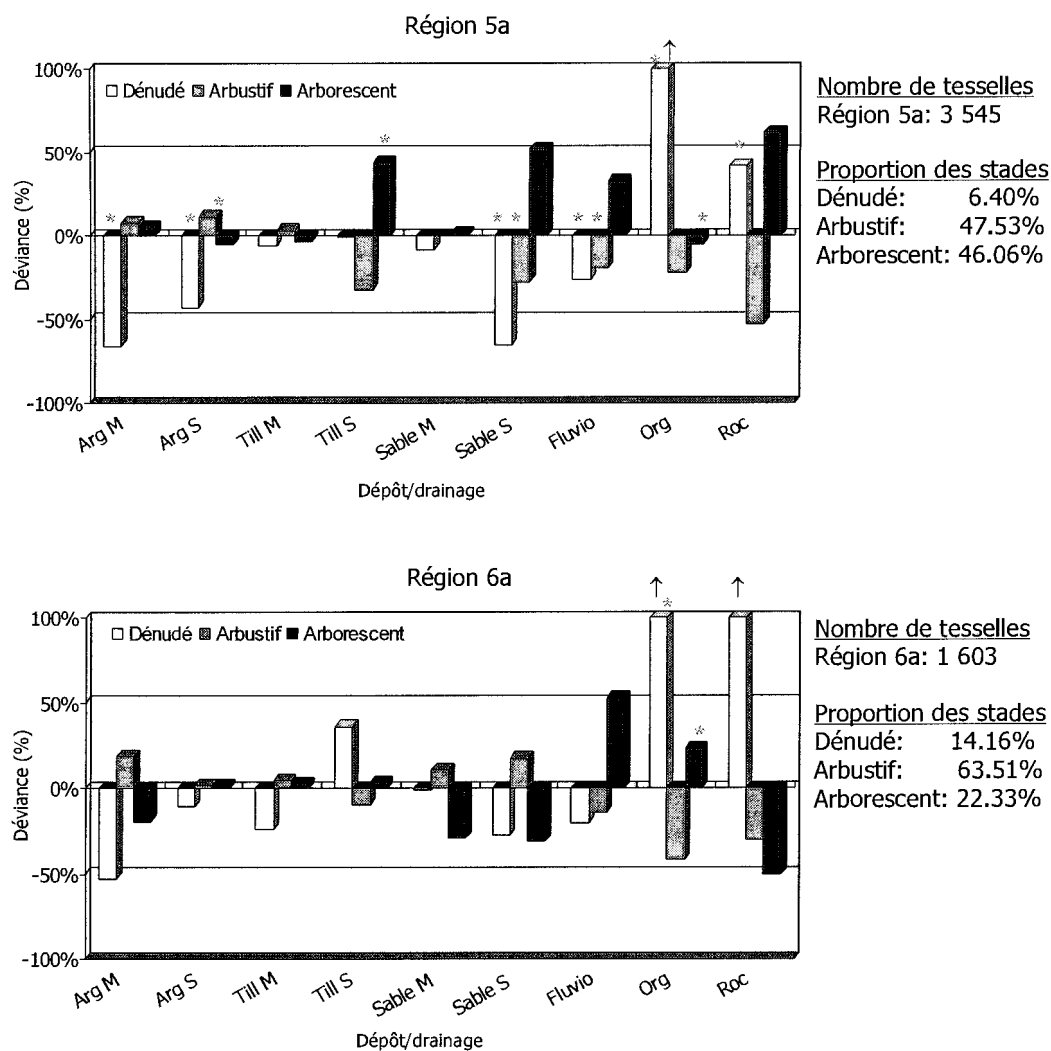 Région 5a
100%
50%
0%
-50%
-100%
Déviance (%)
Dénudé Arbustif Arborescent
* * * * * * * * * * *
Arg M Arg S Till M Till S Sable M Sable S Fluvio Org Roc
Dépôt/drainage
Nombre de tesselles
Région 5a: 3 545
Proportion des stades
Dénudé: 6.40%
Arbustif: 47.53%
Arborescent: 46.06%
Région 6a
100%
50%
0%
-50%
-100%
Déviance (%)
Dénudé Arbustif Arborescent
* *
Arg M Arg S Till M Till S Sable M Sable S Fluvio Org Roc
Dépôt/drainage
Nombre de tesselles
Région 6a: 1 603
Proportion des stades
Dénudé: 14.16%
Arbustif: 63.51%
Arborescent: 22.33%